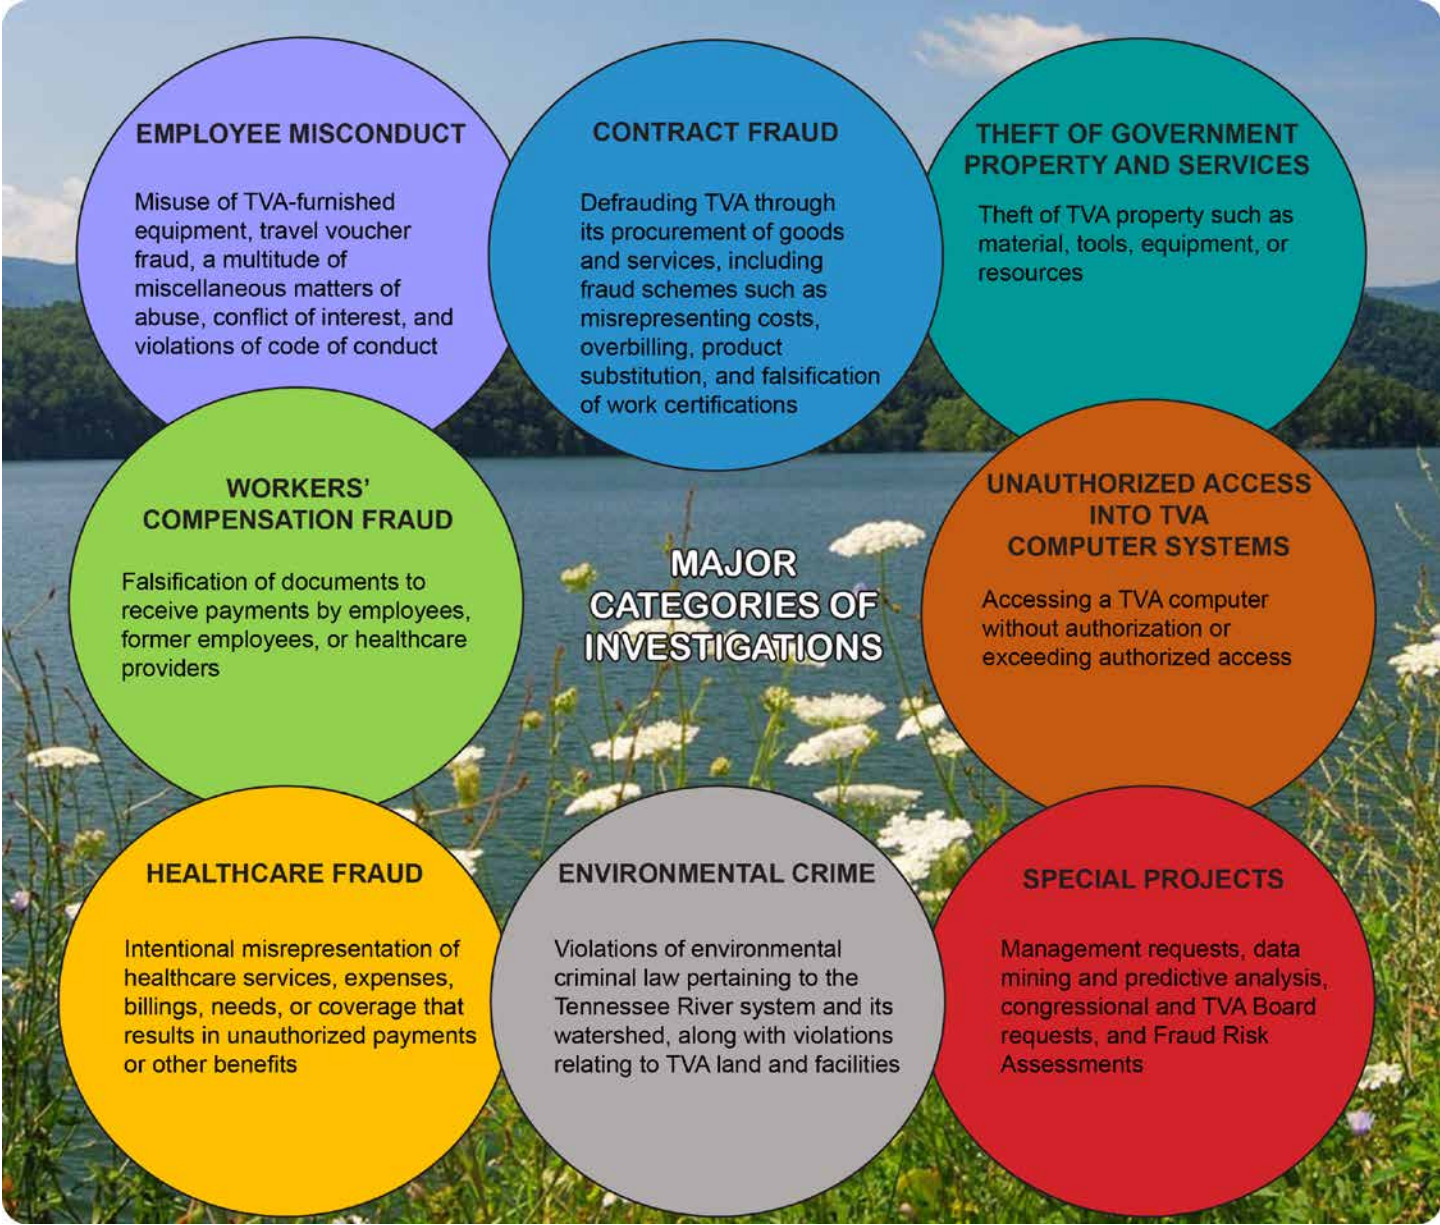 EMPLOYEE MISCONDUCT
Misuse of TVA-furnished
equipment, travel voucher
fraud, a multitude of
miscellaneous matters of
abuse, conflict of interest, and
violations of code of conduct
CONTRACT FRAUD
Defrauding TVA through
its procurement of goods
and services, including
fraud schemes such as
misrepresenting costs,
overbilling, product
substitution, and falsification
of work certifications
THEFT OF GOVERNMENT
PROPERTY AND SERVICES
Theft of TVA property such as
material, tools, equipment, or
resources
WORKERS'
COMPENSATION FRAUD
Falsification of documents to
receive payments by employees,
former employees, or healthcare
providers
MAJOR
CATEGORIES OF
INVESTIGATIONS
UNAUTHORIZED ACCESS
INTO TVA
COMPUTER SYSTEMS
Accessing a TVA computer
without authorization or
exceeding authorized access
HEALTHCARE FRAUD
Intentional misrepresentation of
healthcare services, expenses,
billings, needs, or coverage that
results in unauthorized payments
or other benefits
ENVIRONMENTAL CRIME
Violations of environmental
criminal law pertaining to the
Tennessee River system and its
watershed, along with violations
relating to TVA land and facilities
SPECIAL PROJECTS
Management requests, data
mining and predictive analysis,
congressional and TVA Board
requests, and Fraud Risk
Assessments